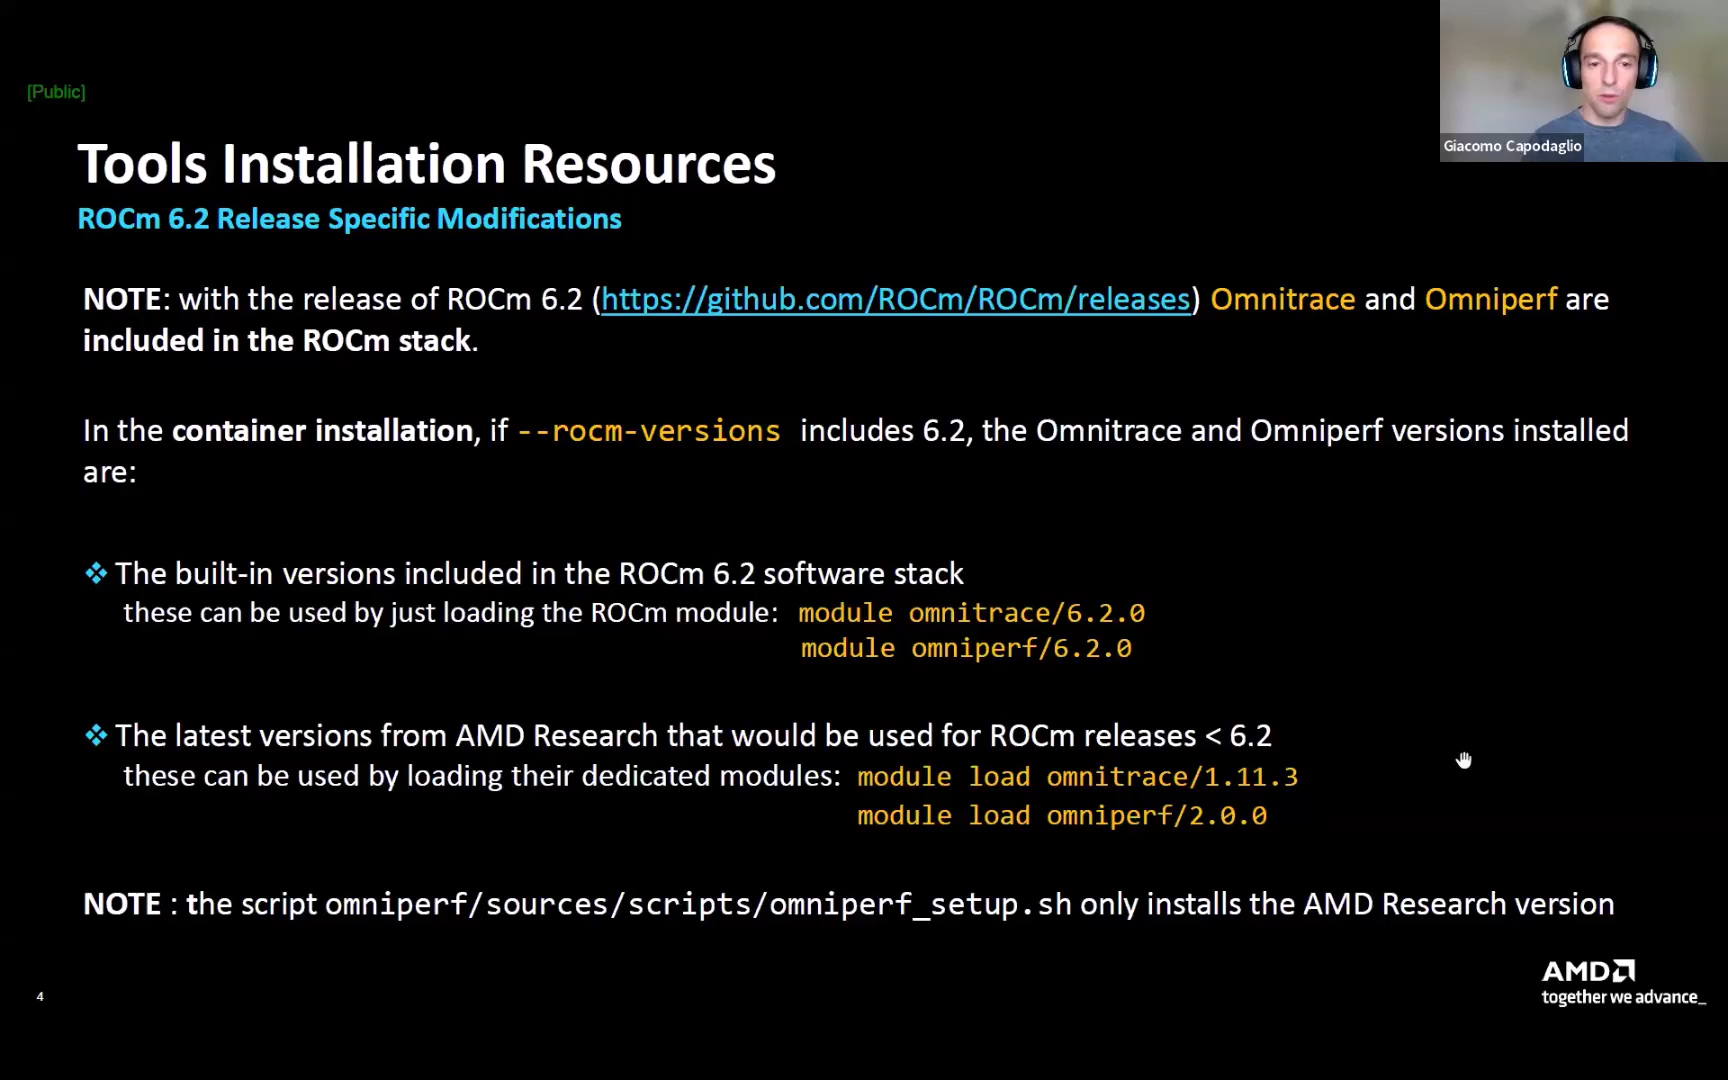 [Public]
Giacomo Capodaglio
Tools Installation Resources
ROCm 6.2 Release Specific Modifications
NOTE: with the release of ROCm 6.2 (https://github.com/ROCm/ROCm/releases) Omnitrace and Omniperf are
included in the ROCm stack.
In the container installation, if --rocm-versions includes 6.2, the Omnitrace and Omniperf versions installed
are:
❖ The built-in versions included in the ROCm 6.2 software stack
these can be used by just loading the ROCm module: module omnitrace/6.2.0
module omniperf/6.2.0
❖ The latest versions from AMD Research that would be used for ROCm releases < 6.2
these can be used by loading their dedicated modules: module load omnitrace/1.11.3
module load omniperf/2.0.0
NOTE : the script omniperf/sources/scripts/omniperf_setup.sh only installs the AMD Research version
AMD
together we advance_
4